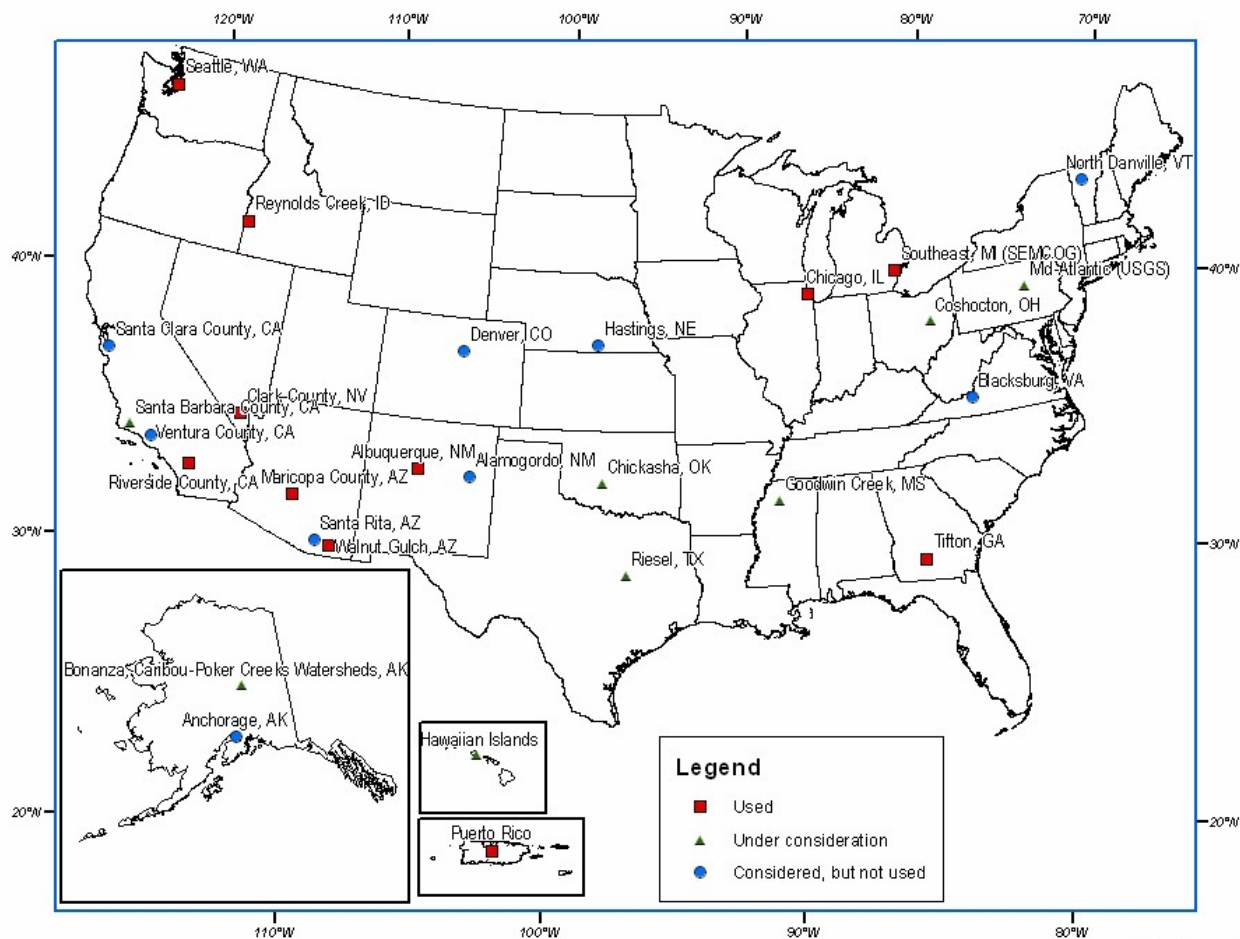 120°W 110°W 100°W 90°W 80°W 70°W
Seattle, WA
North Danville, VT
Reynolds Creek, ID
40°W
Southeast, MI (SEMCOG)
Md-Atlantic (USGS)
40°W
Chicago, IL
Coshocton, OH
Santa Clara County, CA
Denver, CO
Hastings, NE
Blacksburg, VA
Clark County, NV
Santa Barbara County, CA
Ventura County, CA
Albuquerque, NM
Alamogordo, NM
Chickasha, OK
Riverside County, CA
Maricopa County, AZ
Goodwin Creek, MS
Santa Rita, AZ
30°W
Walnut Gulch, AZ
Tifton, GA
30°W
Riesel, TX
Bonanza, Caribou-Poker Creeks Watersheds, AK
Anchorage, AK
Hawaiian Islands
Legend
Used
20°W
20°W
Puerto Rico
Under consideration
Considered, but not used
110°W 100°W 90°W 80°W